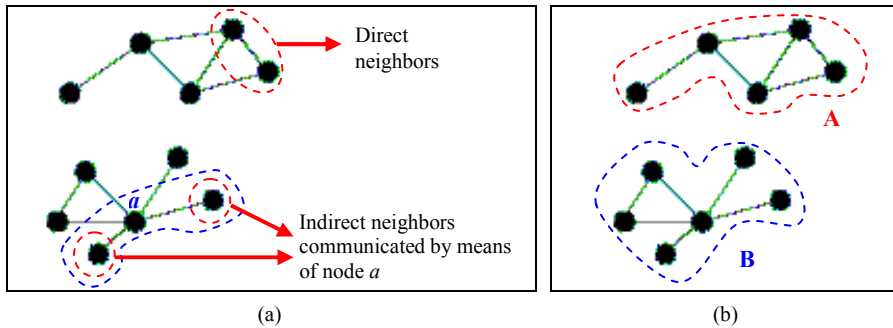 Direct
neighbors
a
Indirect neighbors
communicated by means
of node a
A
B
(a)
(b)